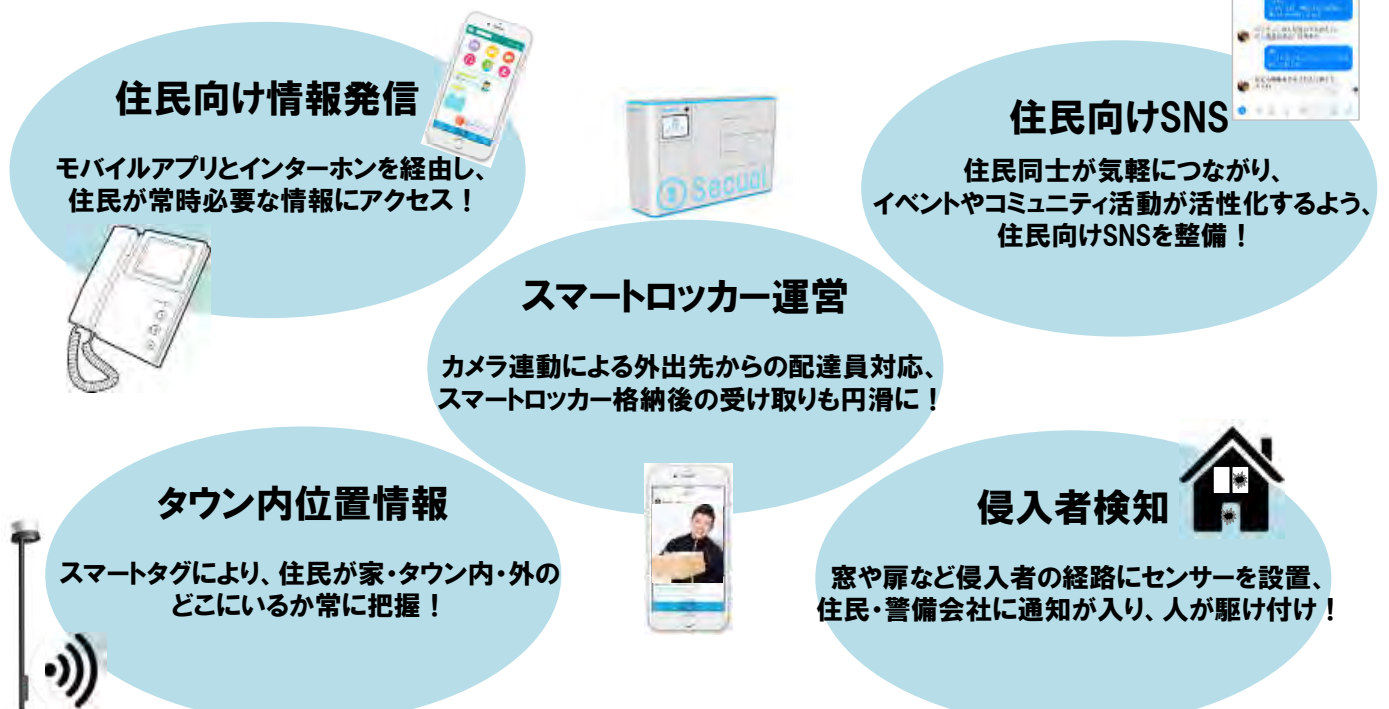 住民向け情報発信
モバイルアプリとインターホンを経由し、
住民が常時必要な情報にアクセス！
Secual
住民向けSNS
住民同士が気軽につながり、
イベントやコミュニティ活動が活性化するよう、
住民向けSNSを整備！
スマートロッカー運営
カメラ連動による外出先からの配達員対応、
スマートロッカー格納後の受け取りも円滑に！
タウン内位置情報
スマートタグにより、住民が家・タウン内・外の
どこにいるか常に把握！
侵入者検知
窓や扉など侵入者の経路にセンサーを設置、
住民・警備会社に通知が入り、人が駆け付け！